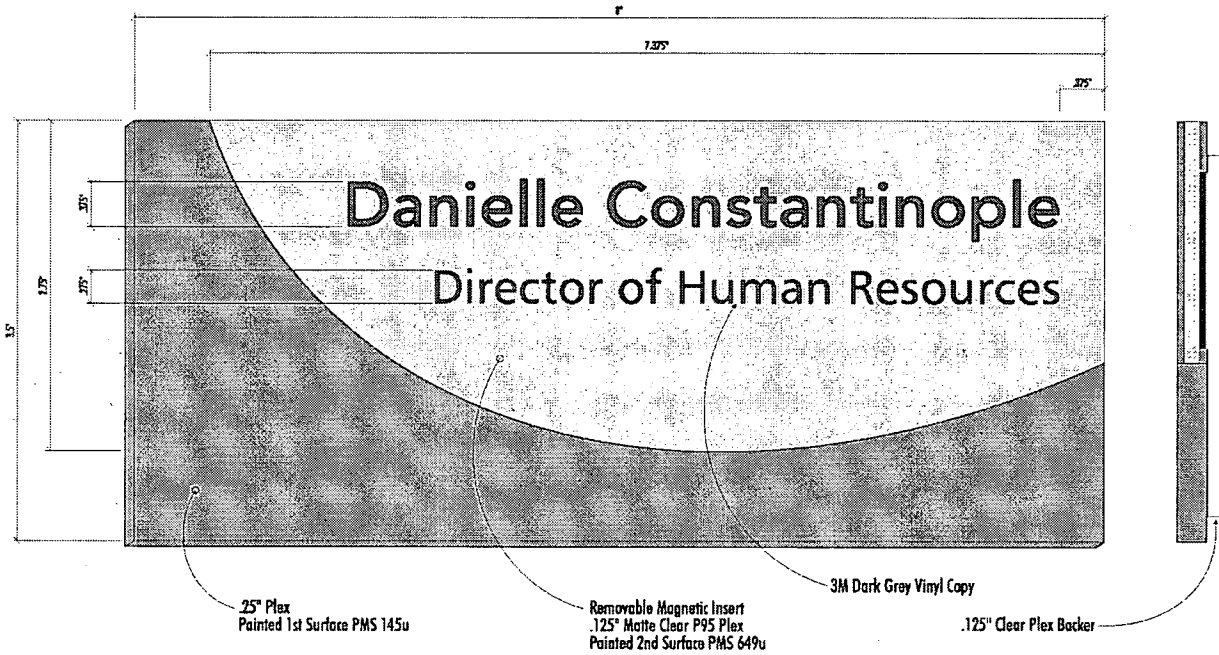 7.375"
.375"
.375"
Danielle Constantinople
2.75"
.275"
Director of Human Resources
3.5"
3M Dark Grey Vinyl Copy
.25" Plex
Painted 1st Surface PMS 145u
Removable Magnetic Insert
.125" Matte Clear P95 Plex
Painted 2nd Surface PMS 649u
.125" Clear Plex Backer